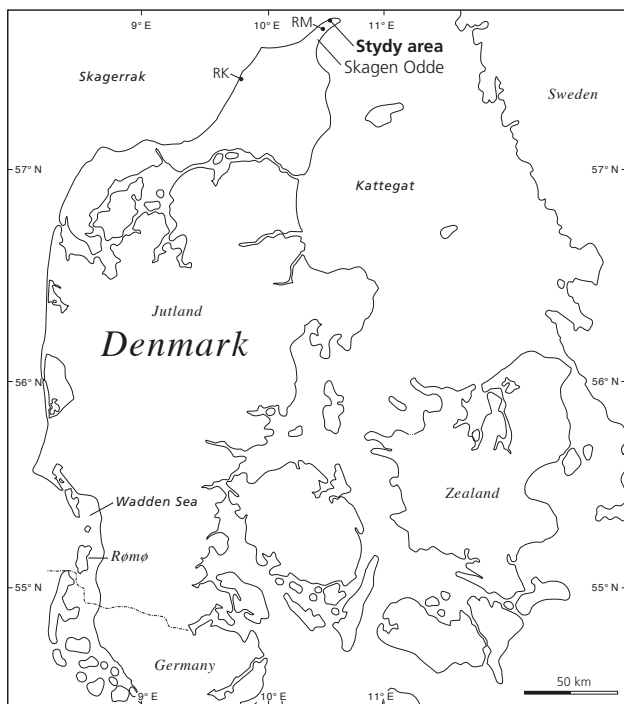 9° E
10° E
11° E
RM
Stydy area
Skagen Odde
RK
Skagerrak
Sweden
57° N
57° N
Kattegat
Jutland
Denmark
56° N
56° N
Wadden Sea
Zealand
Rømø
55° N
55° N
Germany
50 km
9° E
10° E
11° E